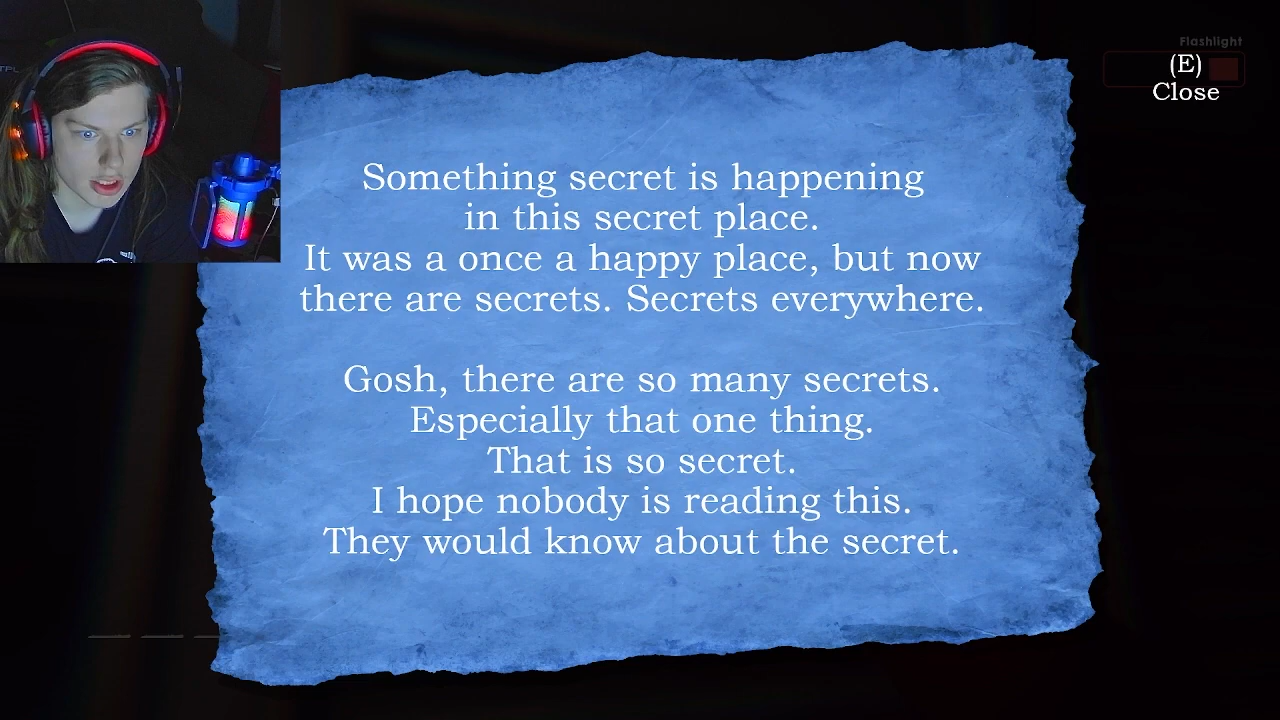 Flashlight
(E)
Close
Something secret is happening
in this secret place.
It was a once a happy place, but now
there are secrets. Secrets everywhere.
Gosh, there are so many secrets.
Especially that one thing.
That is so secret.
I hope nobody is reading this.
They would know about the secret.